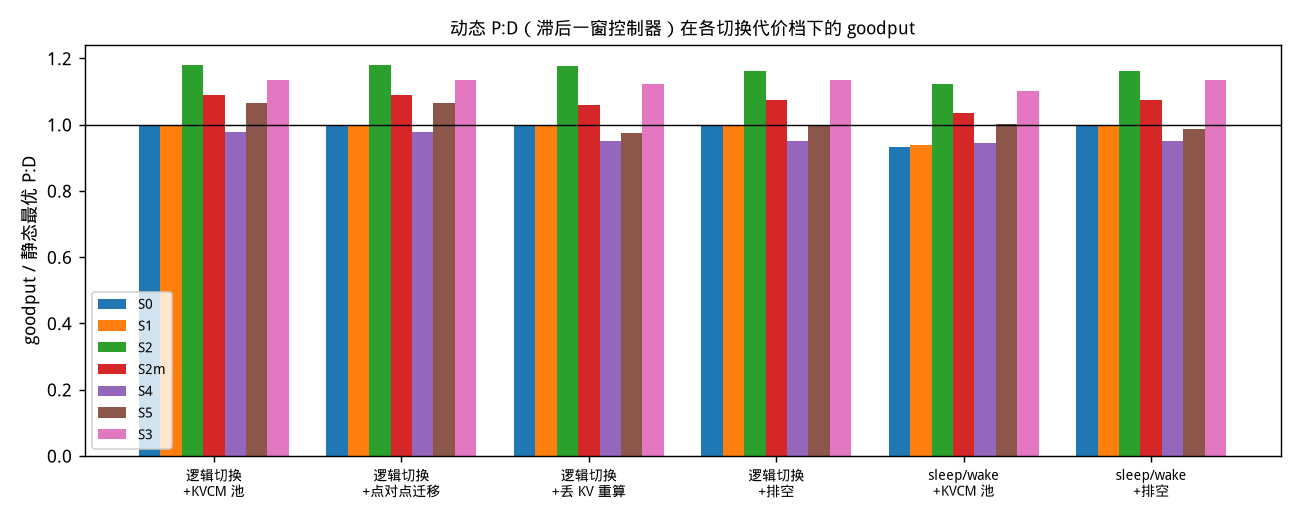 动态 P:D（滞后一窗控制器）在各切换代价档下的 goodput
goodput / 静态最优 P:D
1.2
1.0
0.8
0.6
0.4
0.2
0.0
S0
S1
S2
S2m
S4
S5
S3
逻辑切换
+KVCM 池
逻辑切换
+点对点迁移
逻辑切换
+丢 KV 重算
逻辑切换
+排空
sleep/wake
+KVCM 池
sleep/wake
+排空